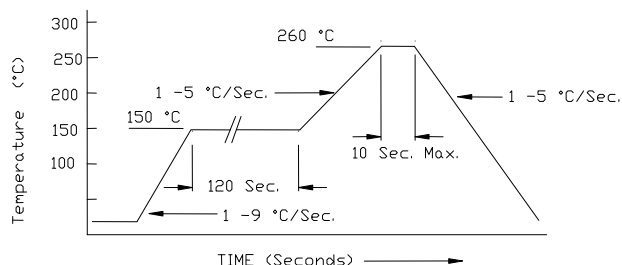 300
260 °C
250
200
1 -5 °C/Sec.
1 -5 °C/Sec.
150 °C
150
10 Sec. Max.
100
120 Sec.
1 -9 °C/Sec.
Temperature (°C)
TIME (Seconds)